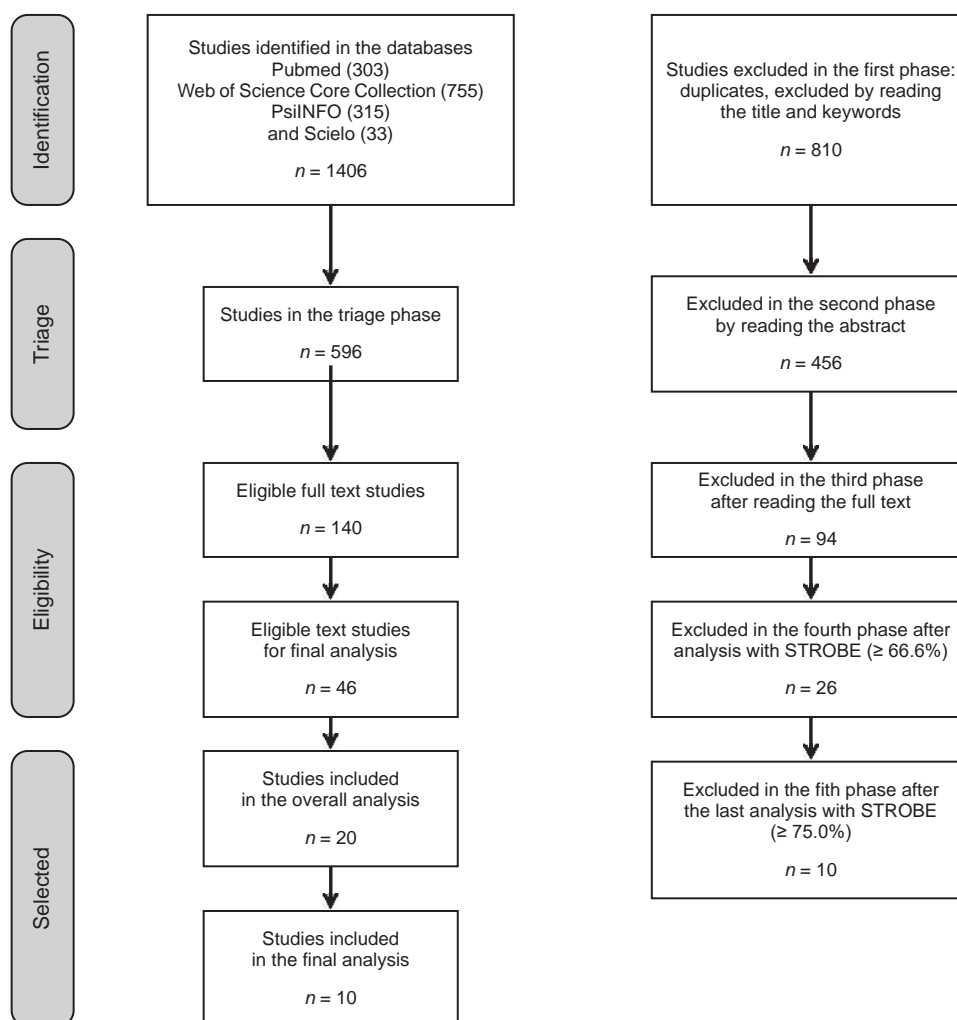 Identification
Studies identified in the databases
Pubmed (303)
Web of Science Core Collection (755)
PsiINFO (315)
and Scielo (33)
n = 1406
Studies excluded in the first phase:
duplicates, excluded by reading
the title and keywords
n = 810
Triage
Studies in the triage phase
n = 596
Excluded in the second phase
by reading the abstract
n = 456
Eligibility
Eligible full text studies
n = 140
Excluded in the third phase
after reading the full text
n = 94
Eligible text studies
for final analysis
n = 46
Excluded in the fourth phase after
analysis with STROBE (≥ 66.6%)
n = 26
Selected
Studies included
in the overall analysis
n = 20
Excluded in the fith phase after
the last analysis with STROBE
(≥ 75.0%)
n = 10
Studies included
in the final analysis
n = 10